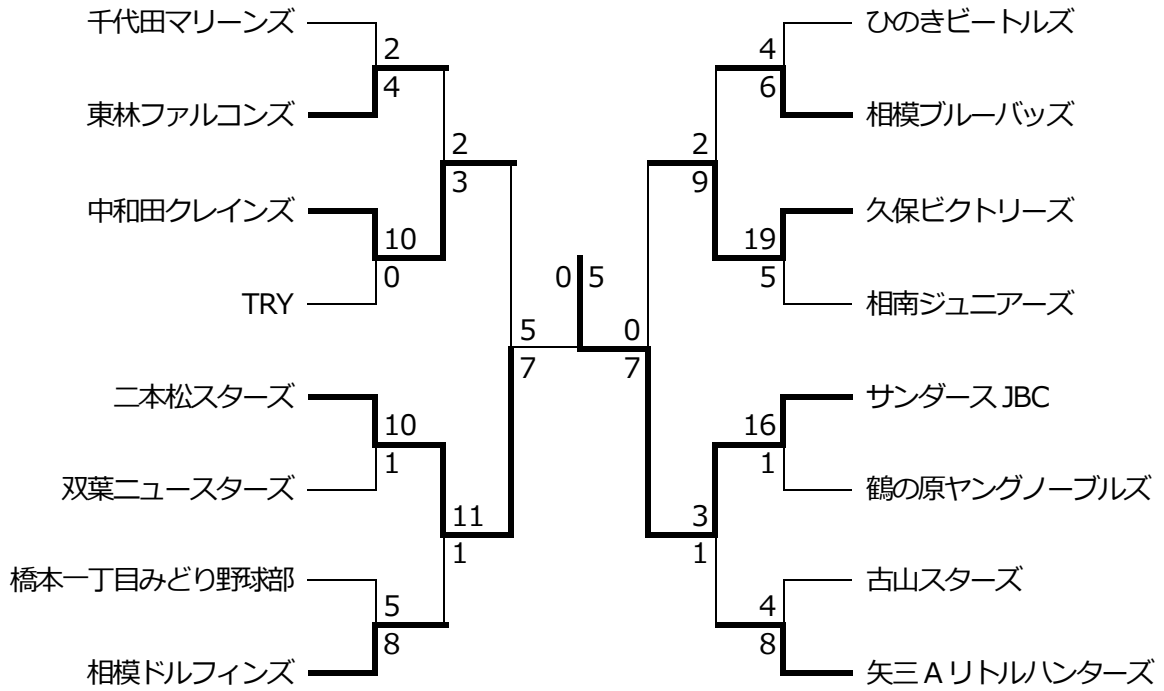 千代田マリーンズ
2
4
東林ファルコンズ
2
3
中和田クレインズ
10
0
TRY
5
7
二本松スターズ
10
1
双葉ニュースターズ
11
1
橋本一丁目みどり野球部
5
8
相模ドルフィンズ
0 5
ひのきビートルズ
4
6
相模ブルーバッズ
2
9
久保ビクトリーズ
19
5
相南ジュニアーズ
0
7
サンダース JBC
16
1
鶴の原ヤングノーブルズ
3
1
古山スターズ
4
8
矢三 A リトルハンターズ